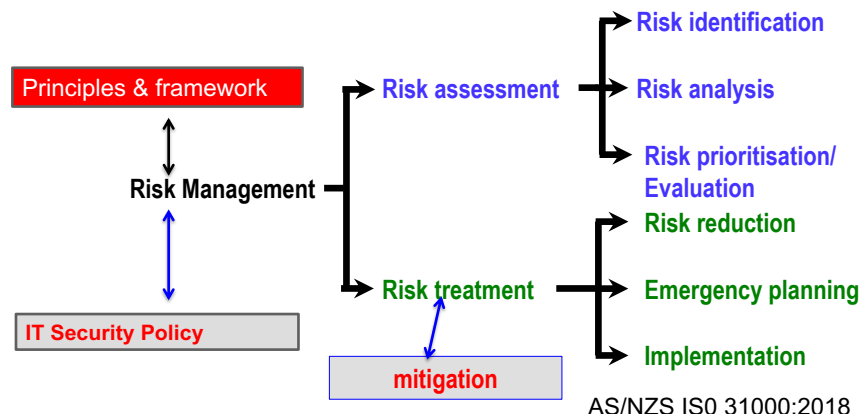 Risk identification
Principles & framework
Risk assessment
Risk analysis
Risk prioritisation/
Evaluation
Risk Management
Risk reduction
Risk treatment
Emergency planning
IT Security Policy
mitigation
Implementation
AS/NZS IS0 31000:2018